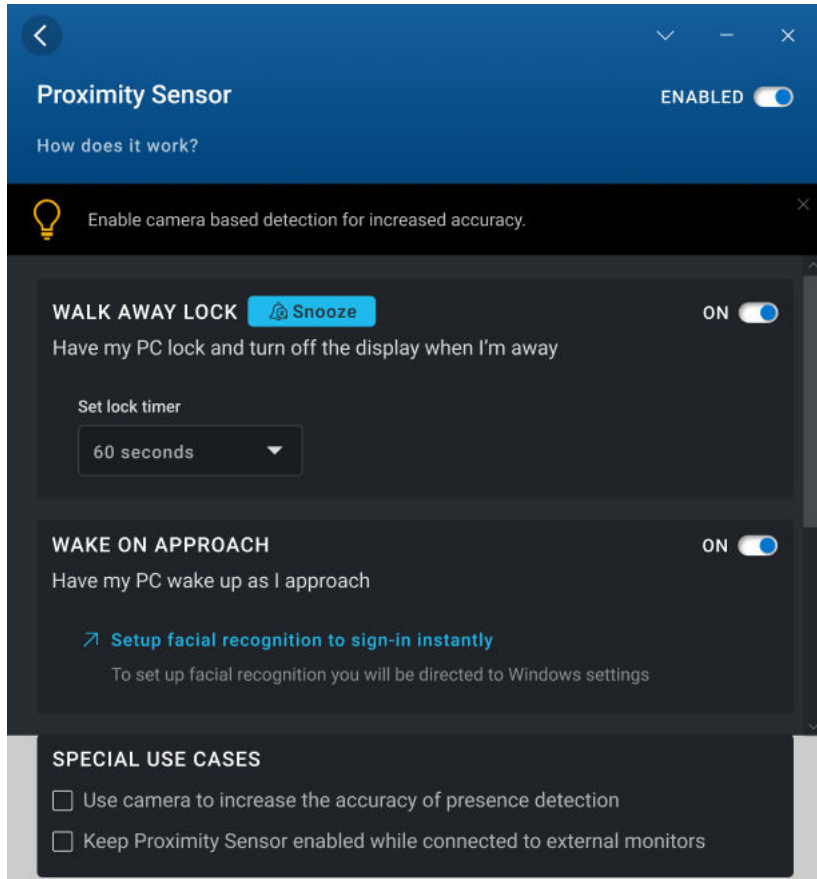 Proximity Sensor
ENABLED
How does it work?
Enable camera based detection for increased accuracy.
WALK AWAY LOCK Snooze ON
Have my PC lock and turn off the display when I'm away
Set lock timer
60 seconds
WAKE ON APPROACH ON
Have my PC wake up as I approach
Setup facial recognition to sign-in instantly
To set up facial recognition you will be directed to Windows settings
SPECIAL USE CASES
Use camera to increase the accuracy of presence detection
Keep Proximity Sensor enabled while connected to external monitors